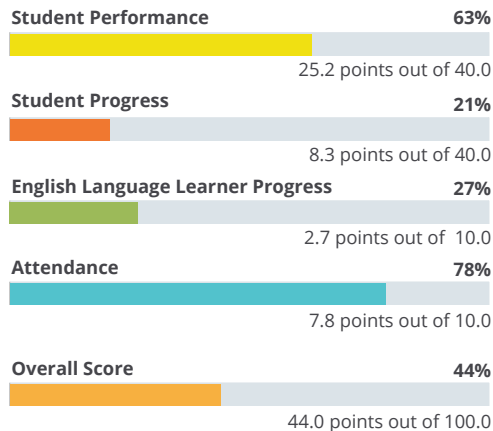 Student Performance 63%
25.2 points out of 40.0
Student Progress 21%
8.3 points out of 40.0
English Language Learner Progress 27%
2.7 points out of 10.0
Attendance 78%
7.8 points out of 10.0
Overall Score 44%
44.0 points out of 100.0